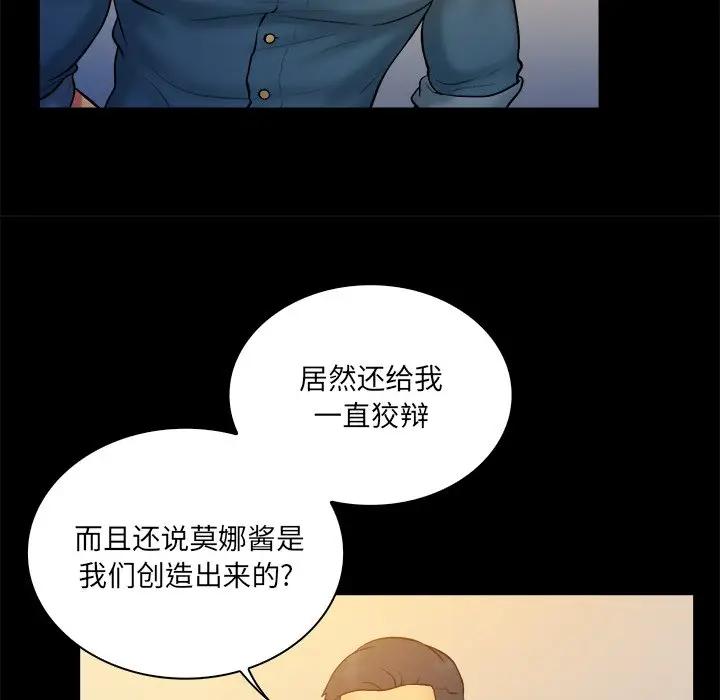 居然还给我
一直狡辩
而且还说莫娜酱是
我们创造出来的?